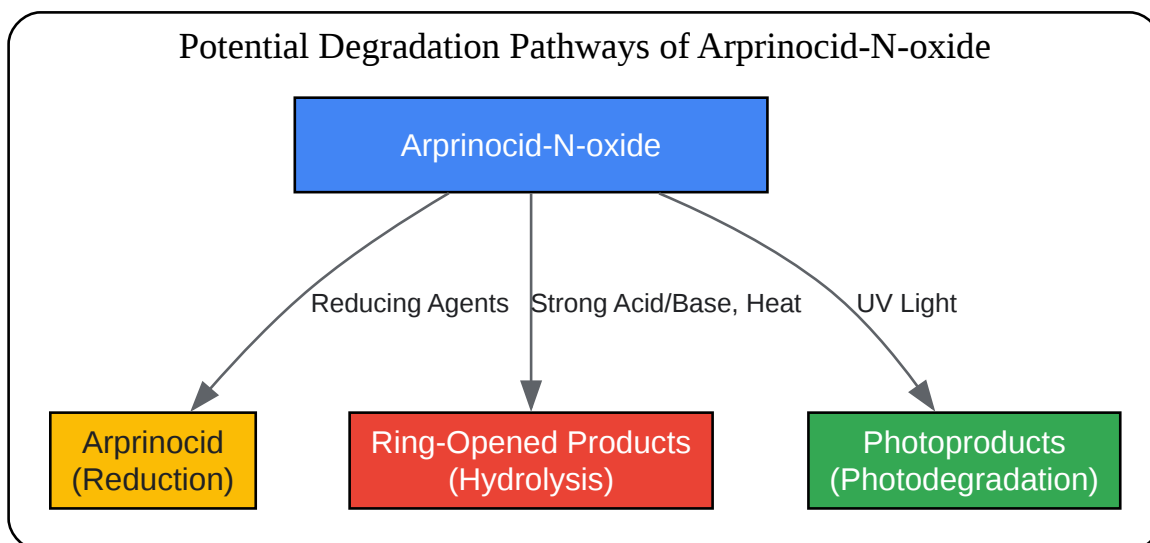 Potential Degradation Pathways of Arprinocid-N-oxide
Arprinocid-N-oxide
Reducing Agents
Strong Acid/Base, Heat
UV Light
Arprinocid
(Reduction)
Ring-Opened Products
(Hydrolysis)
Photoproducts
(Photodegradation)